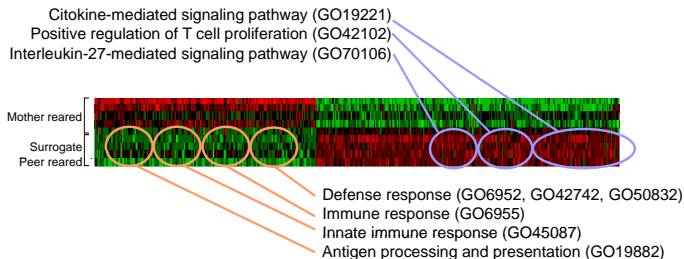 Citokine-mediated signaling pathway (GO19221)
Positive regulation of T cell proliferation (GO42102)
Interleukin-27-mediated signaling pathway (GO70106)
Mother reared
Surrogate
Peer reared
Defense response (GO6952, GO42742, GO50832)
Immune response (GO6955)
Innate immune response (GO45087)
Antigen processing and presentation (GO19882)